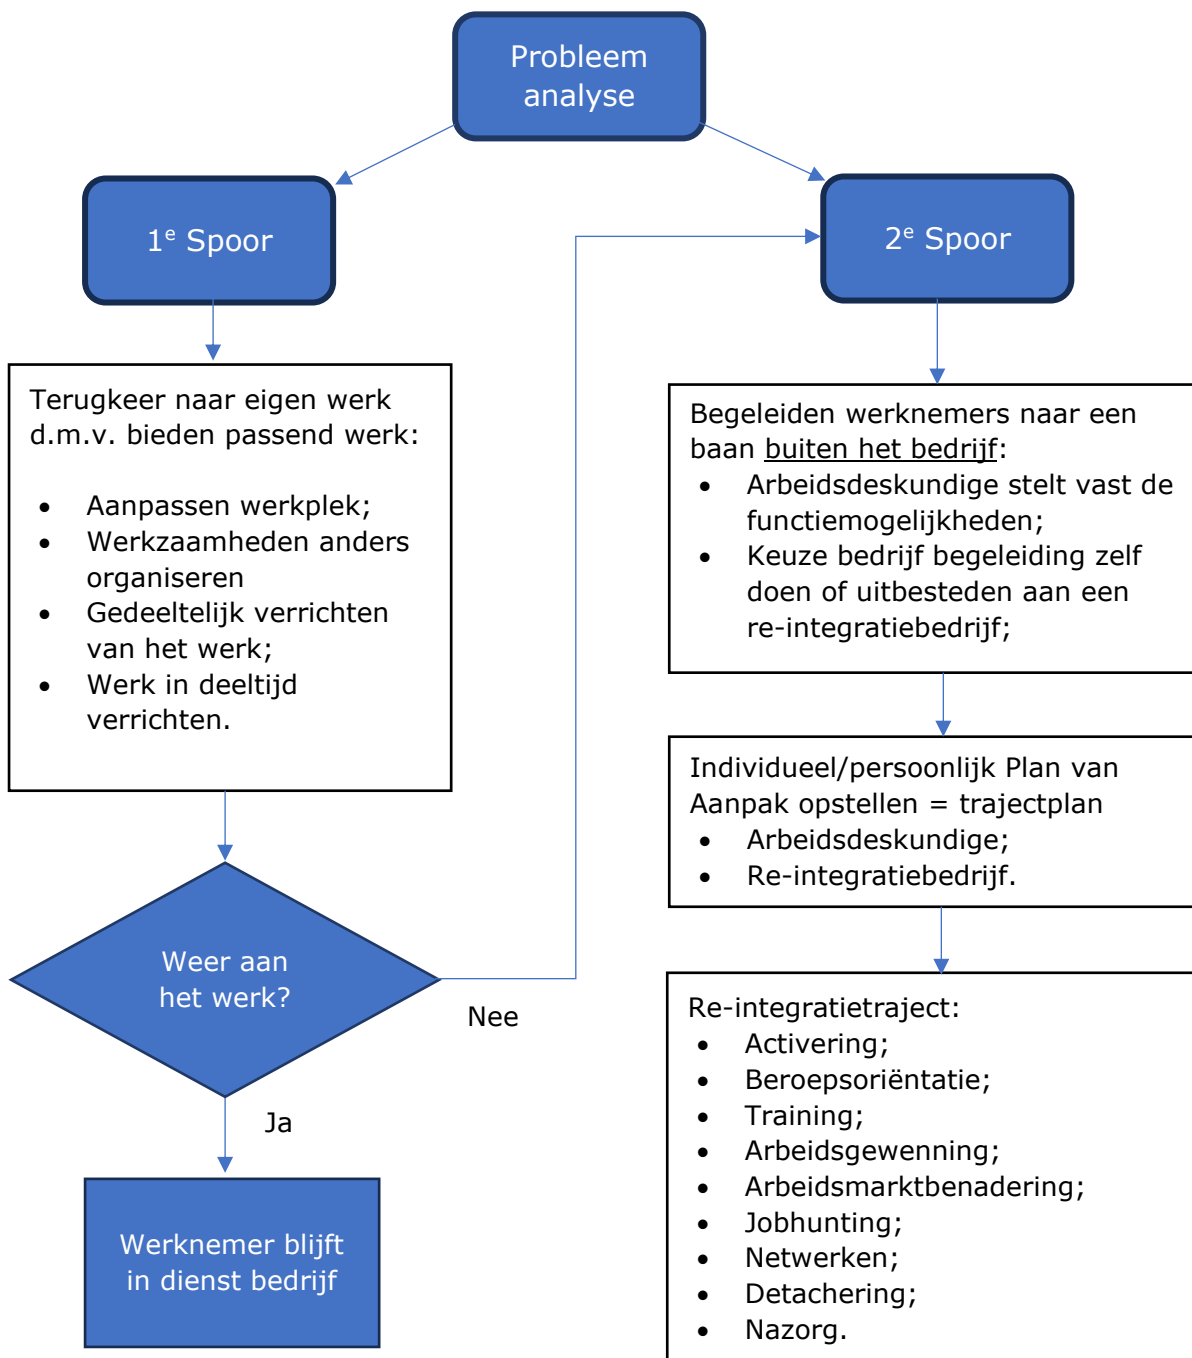 Probleem
analyse
1e Spoor
2e Spoor
Terugkeer naar eigen werk
d.m.v. bieden passend werk:
• Aanpassen werkplek;
• Werkzaamheden anders
organiseren
• Gedeeltelijk verrichten
van het werk;
• Werk in deeltijd
verrichten.
Weer aan
het werk?
Nee
Ja
Werknemer blijft
in dienst bedrijf
Begeleiden werknemers naar een
baan buiten het bedrijf:
• Arbeidsdeskundige stelt vast de
functiemogelijkheden;
• Keuze bedrijf begeleiding zelf
doen of uitbesteden aan een
re-integratiebedrijf;
Individueel/persoonlijk Plan van
Aanpak opstellen = trajectplan
• Arbeidsdeskundige;
• Re-integratiebedrijf.
Re-integratietraject:
• Activering;
• Beroepsoriëntatie;
• Training;
• Arbeidsgewenning;
• Arbeidsmarktbenadering;
• Jobhunting;
• Netwerken;
• Detachering;
• Nazorg.